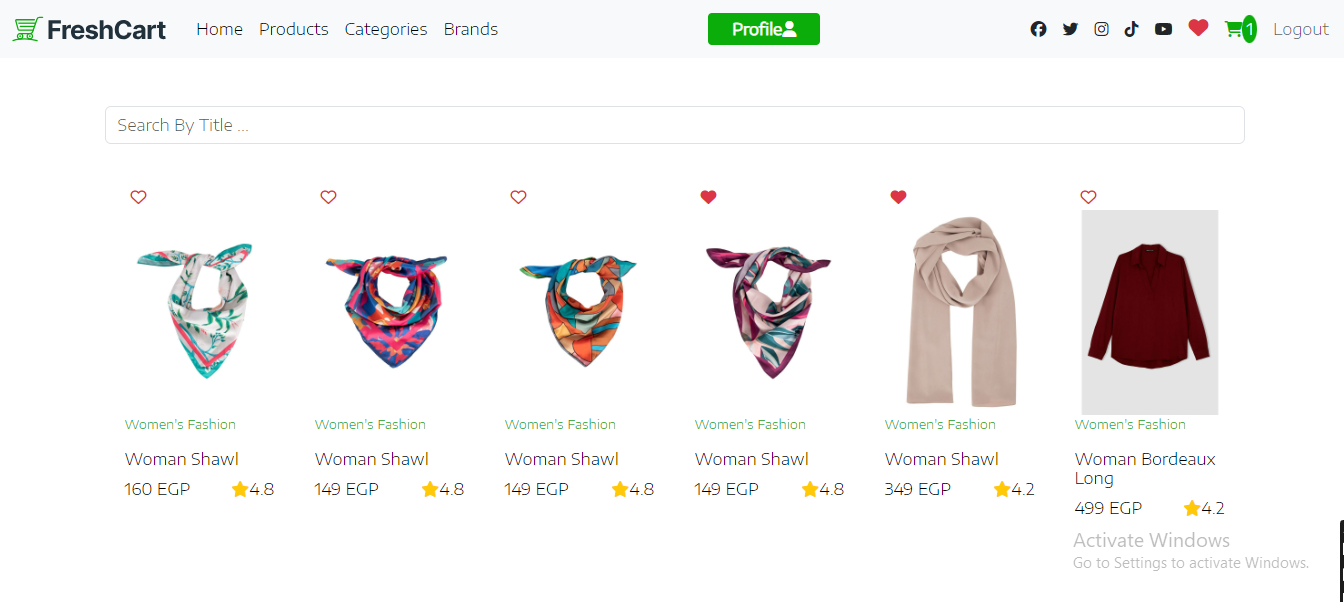 FreshCart Home Products Categories Brands Profile 1 Logout
Search By Title ...
Women's Fashion Women's Fashion Women's Fashion Women's Fashion Women's Fashion Women's Fashion
Woman Shawl Woman Shawl Woman Shawl Woman Shawl Woman Shawl Woman Bordeaux
Long
160 EGP 4.8 149 EGP 4.8 149 EGP 4.8 149 EGP 4.8 349 EGP 4.2
499 EGP 4.2
Activate Windows
Go to Settings to activate Windows.